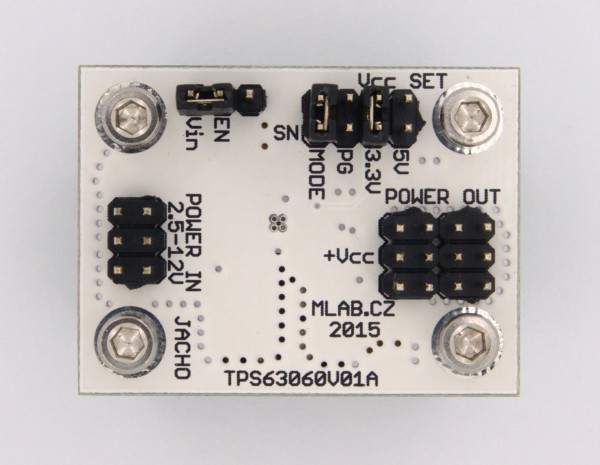 Vcc SET
EN
Vin
SN
MODE
PG
3.3V
5V
POWER IN
2.5-12V
POWER OUT
+Vcc
MLAB.CZ
2015
JACHO
TPS63060V01A